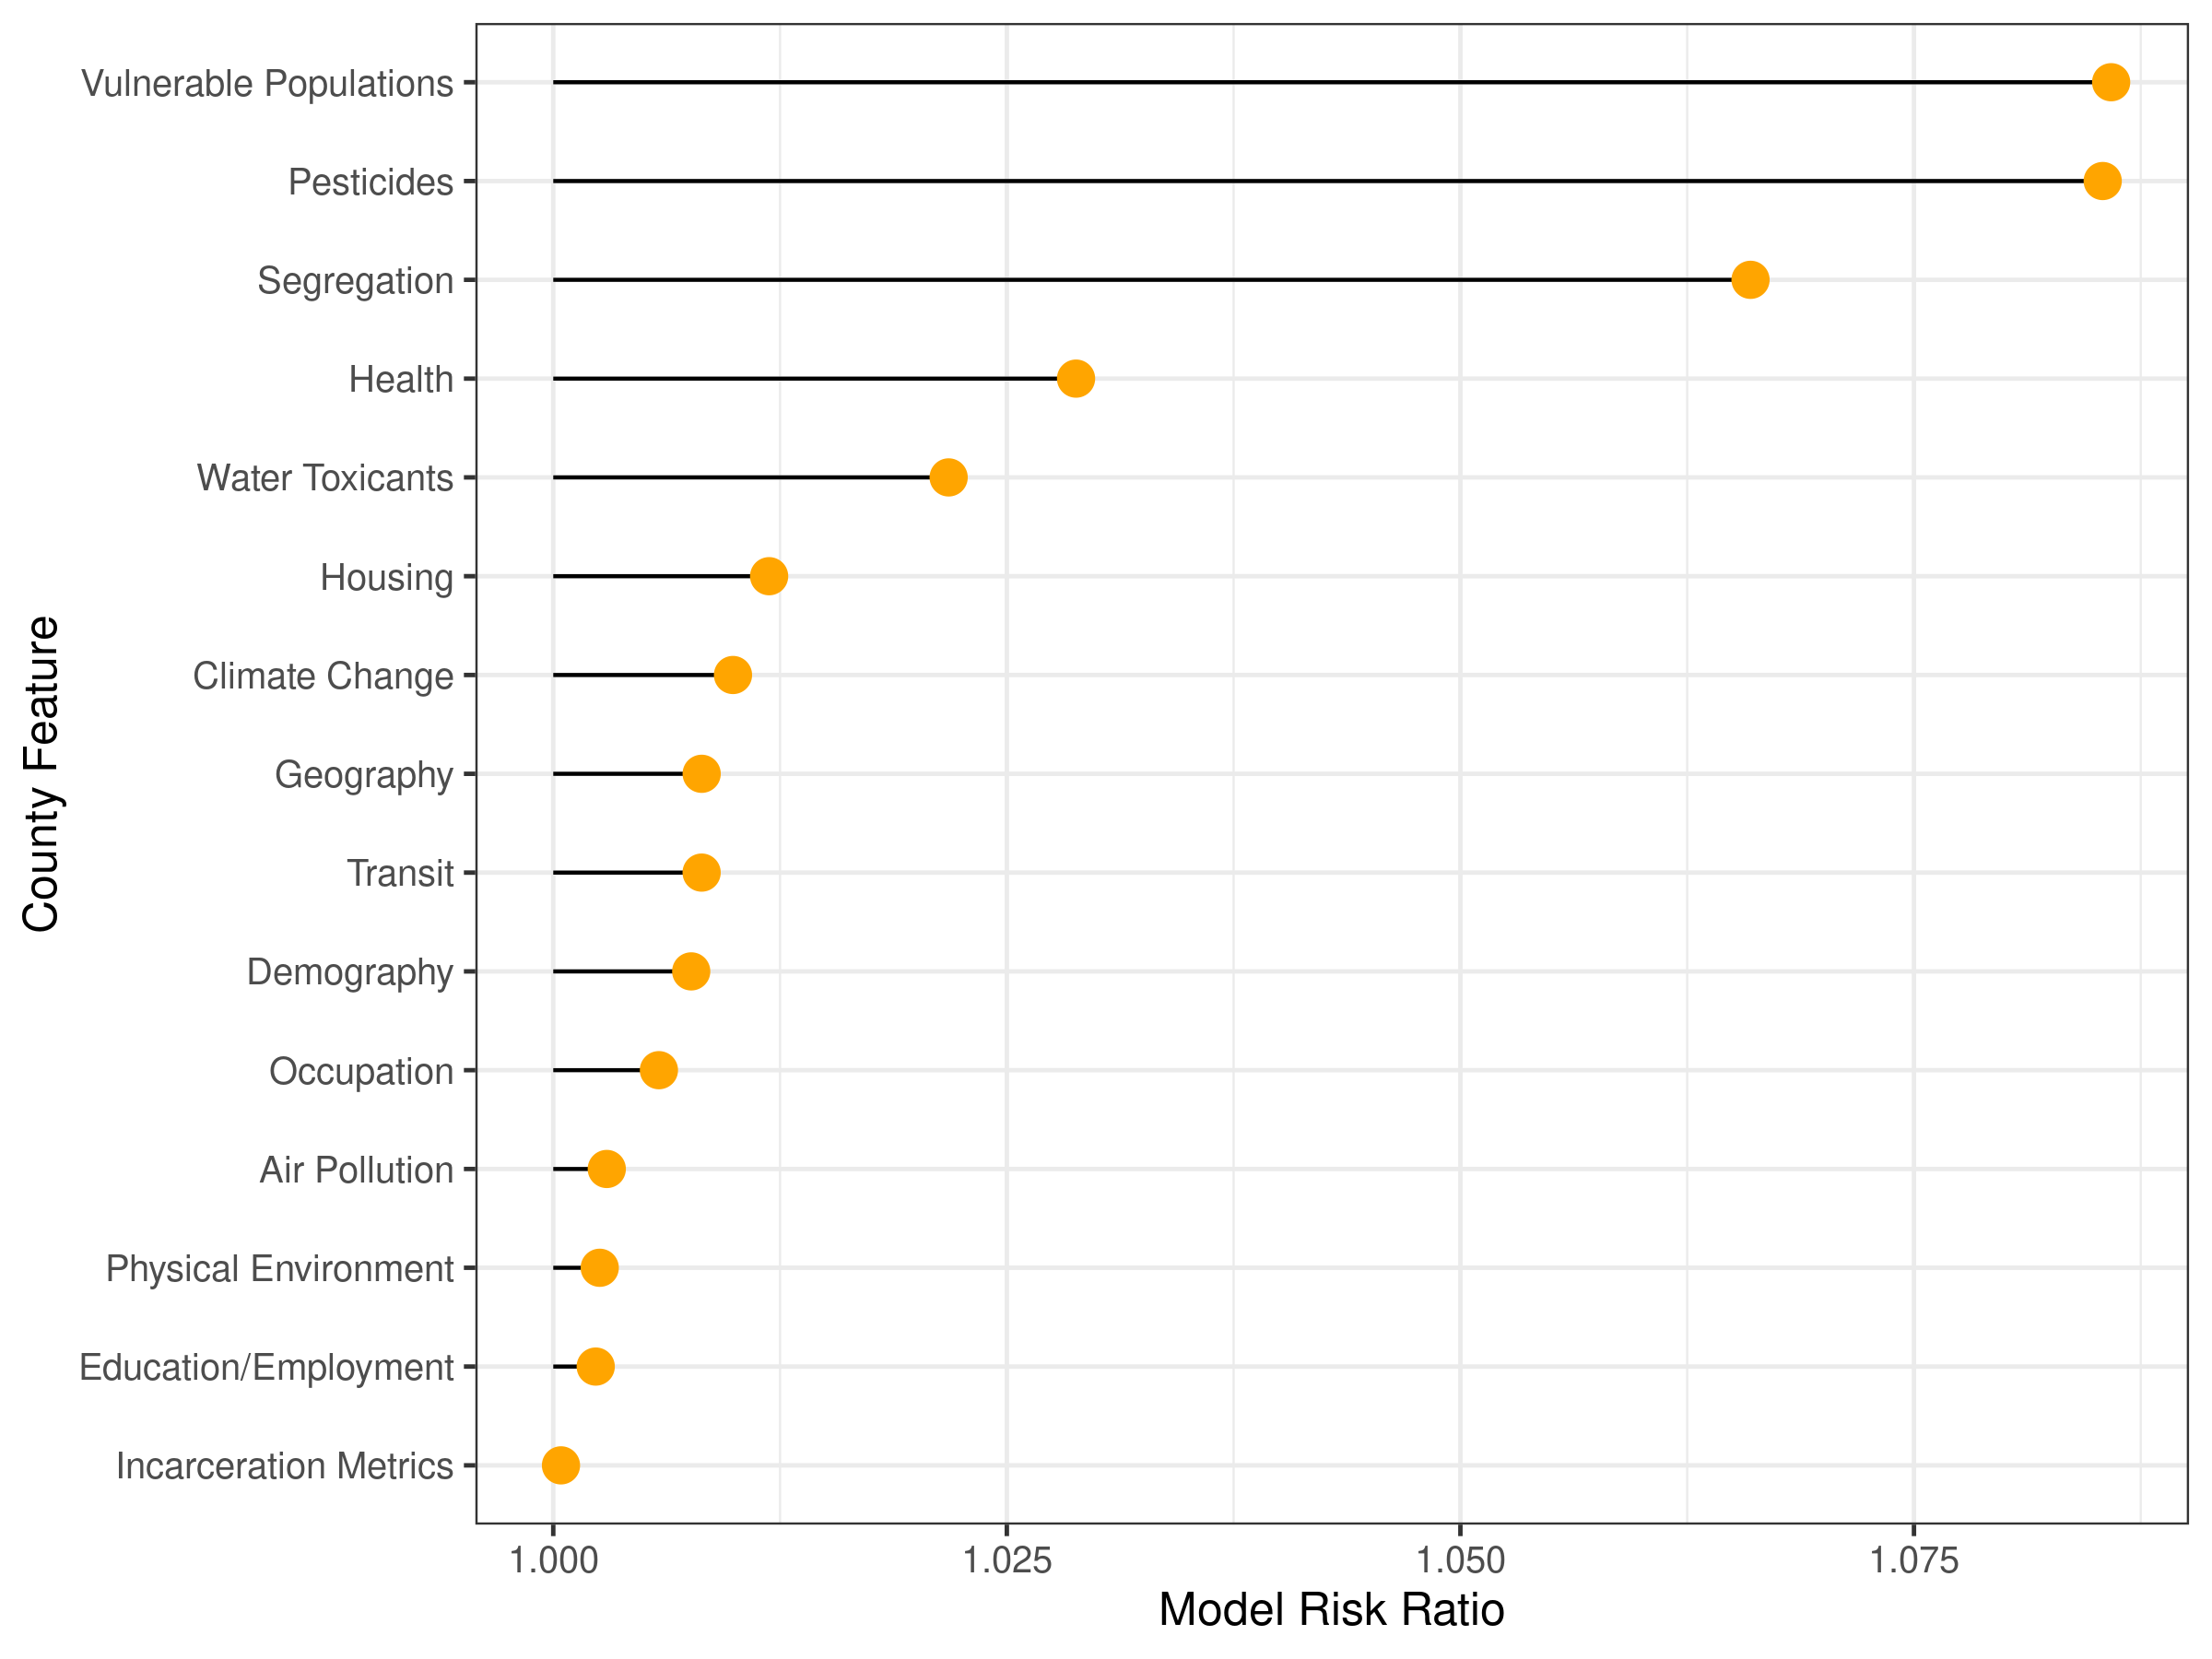 Vulnerable Populations
Pesticides
Segregation
Health
Water Toxicants
Housing
Climate Change
Geography
Transit
Demography
Occupation
Air Pollution
Physical Environment
Education/Employment
Incarceration Metrics
County Feature
1.000 1.025 1.050 1.075
Model Risk Ratio